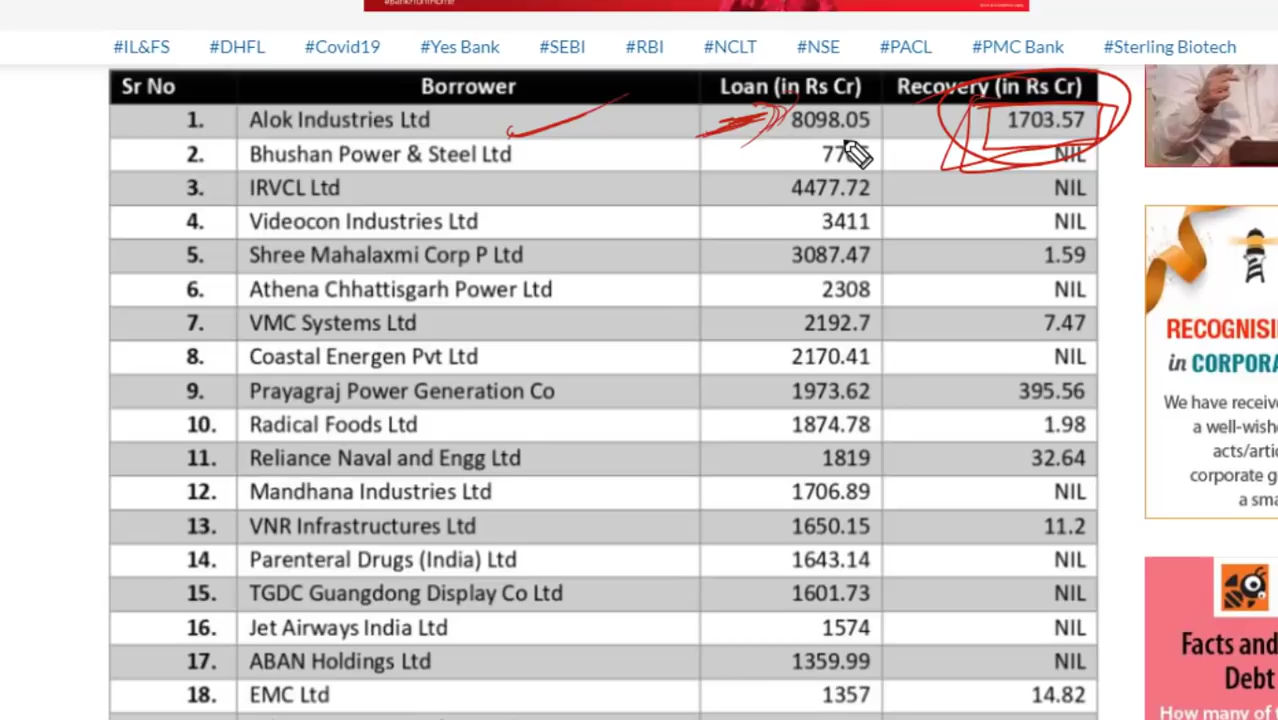 #IL&FS #DHFL #Covid19 #Yes Bank #SEBI #RBI #NCLT #NSE #PACL #PMC Bank #Sterling Biotech
Sr No Borrower Loan (in Rs Cr) Recovery (in Rs Cr)
1. Alok Industries Ltd 8098.05 1703.57
2. Bhushan Power & Steel Ltd NIL
3. IRVCL Ltd 4477.72 NIL
4. Videocon Industries Ltd 3411 NIL
5. Shree Mahalaxmi Corp P Ltd 3087.47 1.59
6. Athena Chhattisgarh Power Ltd 2308 NIL
7. VMC Systems Ltd 2192.7 7.47
8. Coastal Energen Pvt Ltd 2170.41 NIL
9. Prayagraj Power Generation Co 1973.62 395.56
10. Radical Foods Ltd 1874.78 1.98
11. Reliance Naval and Engg Ltd 1819 32.64
12. Mandhana Industries Ltd 1706.89 NIL
13. VNR Infrastructures Ltd 1650.15 11.2
14. Parenteral Drugs (India) Ltd 1643.14 NIL
15. TGDC Guangdong Display Co Ltd 1601.73 NIL
16. Jet Airways India Ltd 1574 NIL
17. ABAN Holdings Ltd 1359.99 NIL
18. EMC Ltd 1357 14.82
RECOGNISI
in CORPORA
We have receive
a well-wish
acts/artic
corporate g
a sma
Facts and
Debt
How many of t